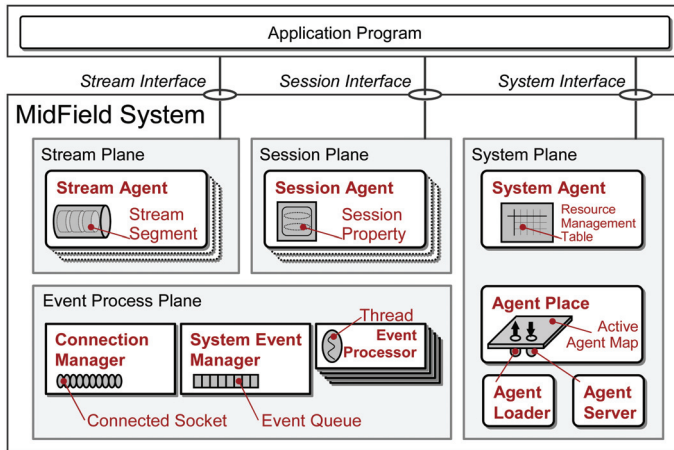 Application Program
Stream Interface
Session Interface
System Interface
MidField System
Stream Plane
Stream Agent
Stream
Segment
Session Plane
Session Agent
Session
Property
System Plane
System Agent
Resource
Management
Table
Agent Place
Active
Agent Map
Agent
Loader
Agent
Server
Event Process Plane
Connection
Manager
Connected Socket
System Event
Manager
Event Queue
Thread
Event
Processor